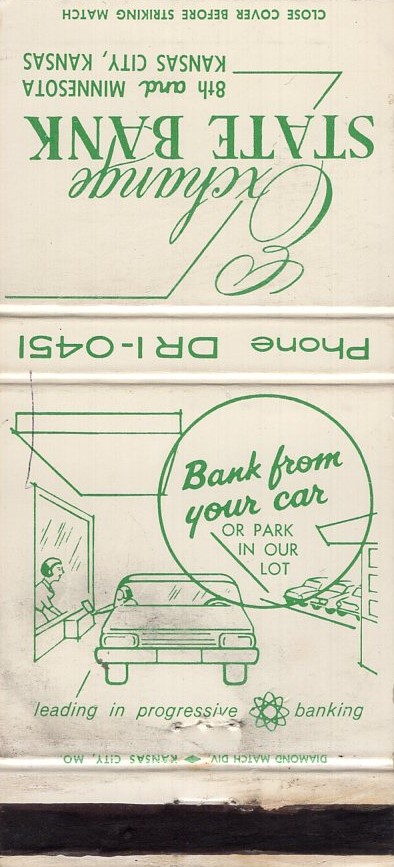 CLOSE COVER BEFORE STRIKING MATCH
Exchange
STATE BANK
8th and MINNESOTA
KANSAS CITY, KANSAS
Phone DR1-0451
Bank from
your car
OR PARK
IN OUR
LOT
leading in progressive banking
DIAMOND MATCH DIV. KANSAS CITY, MO.